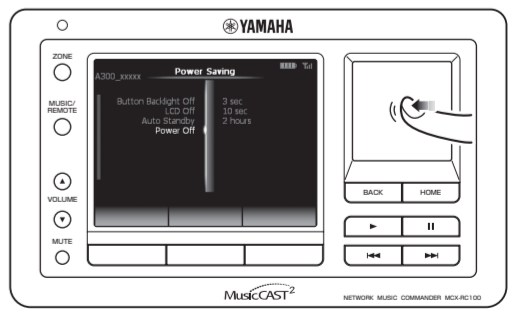 YAMAHA
ZONE
A300_xxxxx
Power Saving
Button Backlight Off 3 sec
LCD Off 10 sec
Auto Standby 2 hours
Power Off
MUSIC/
REMOTE
VOLUME
MUTE
BACK HOME
MusicCAST2
NETWORK MUSIC COMMANDER MCX-RC100